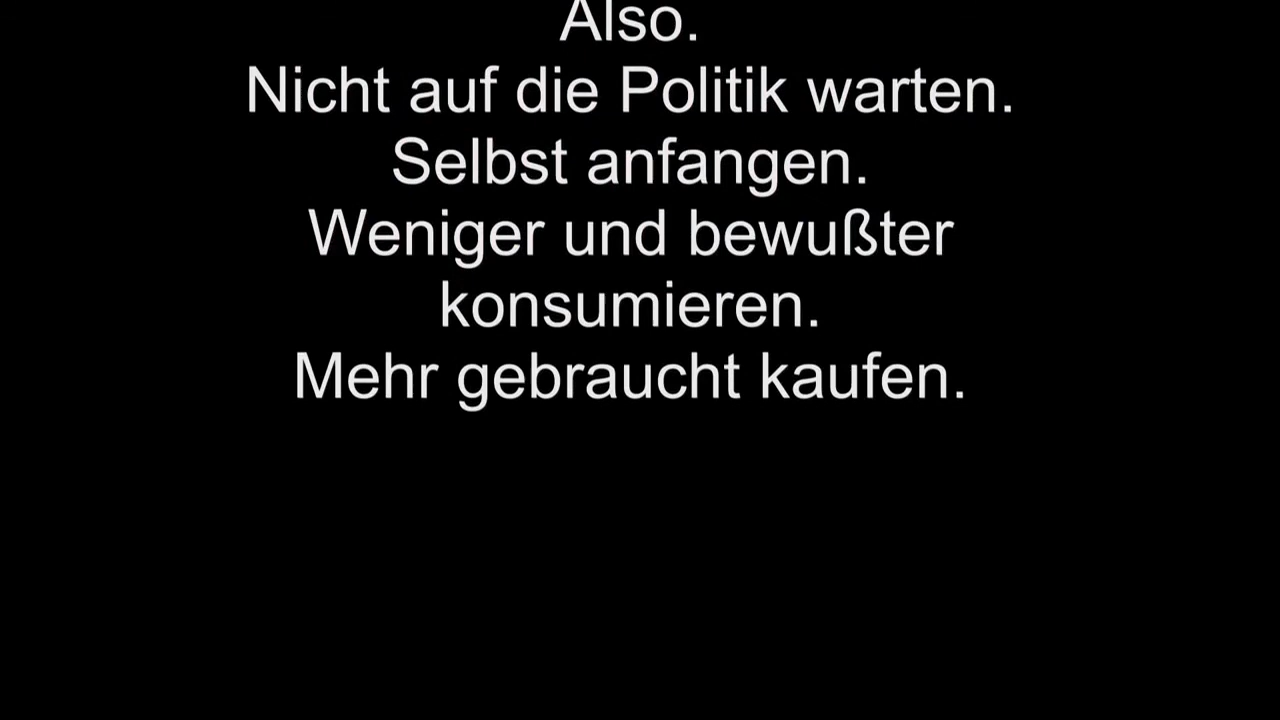 Also.
Nicht auf die Politik warten.
Selbst anfangen.
Weniger und bewußter
konsumieren.
Mehr gebraucht kaufen.